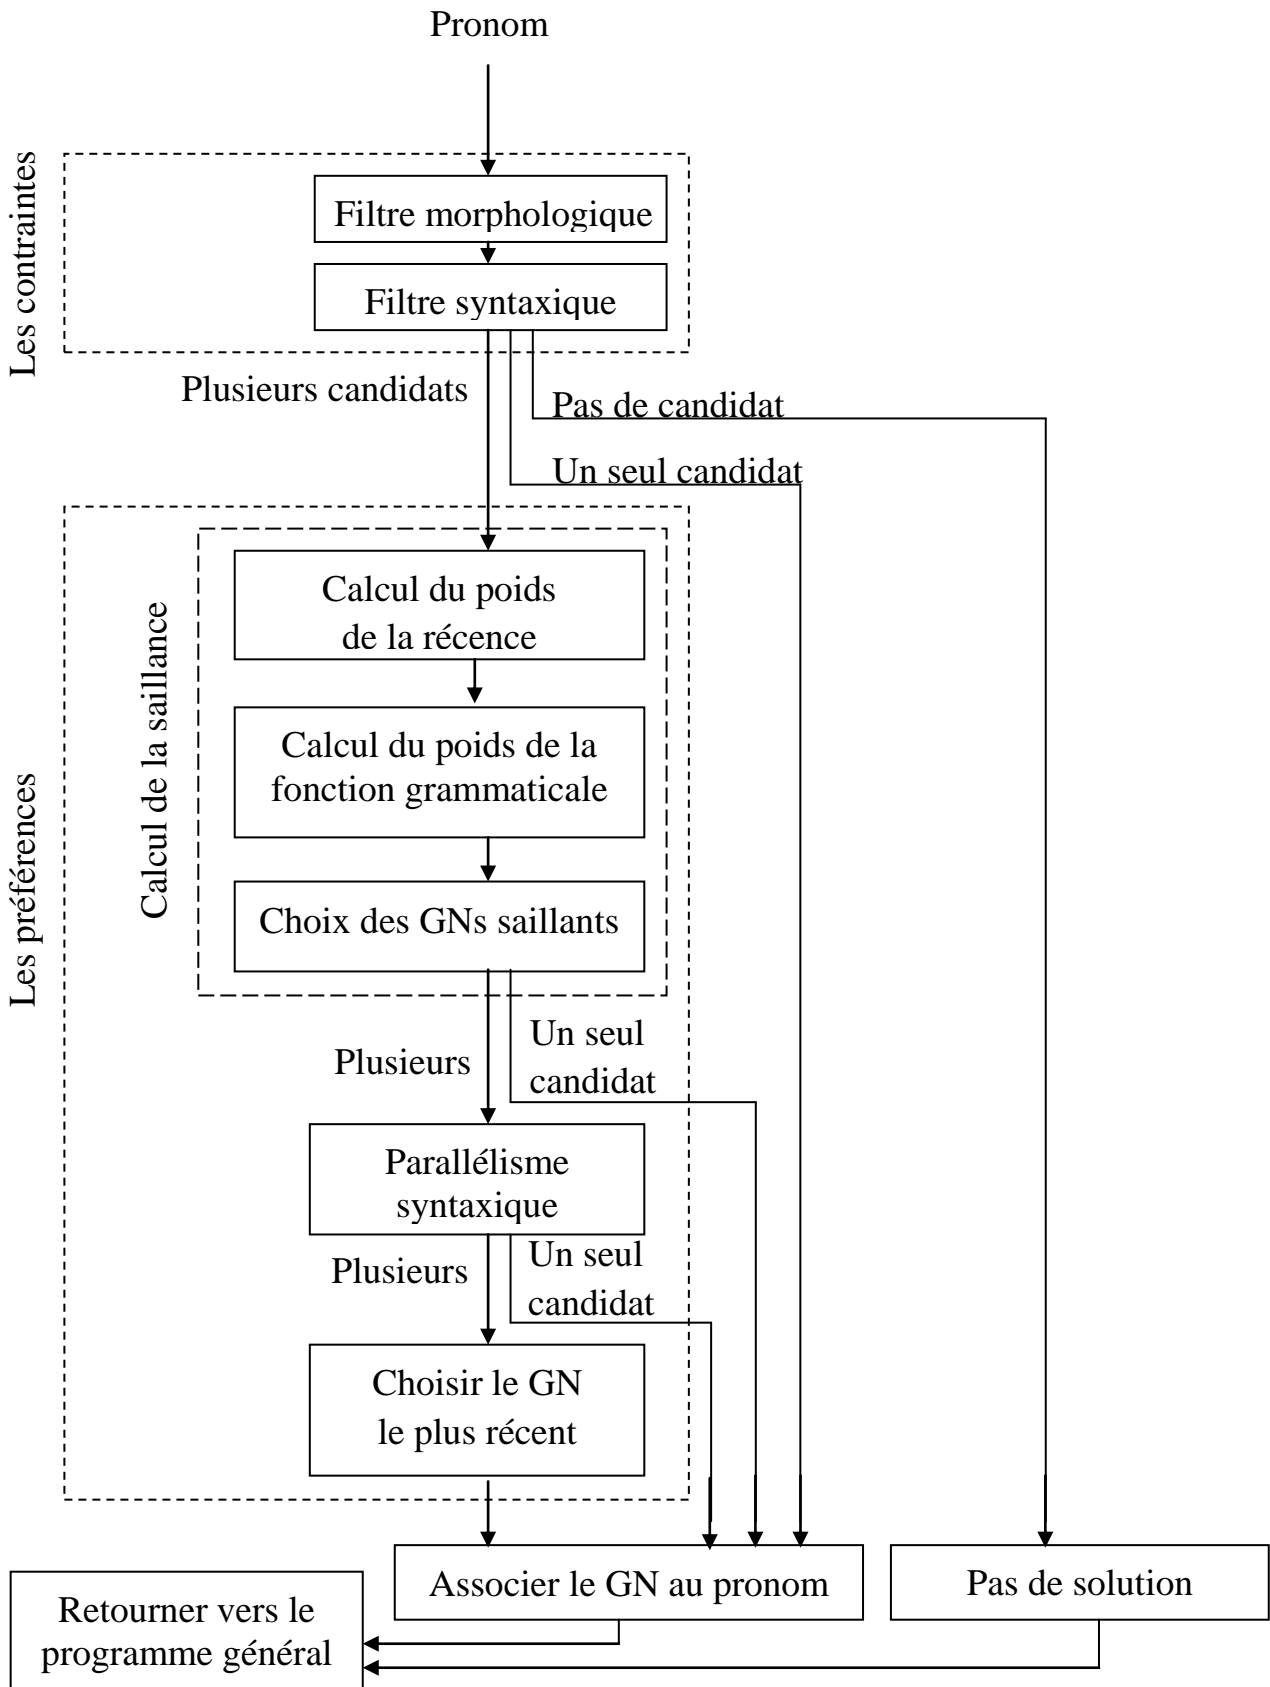 Pronom
Les contraintes
Filtre morphologique
Filtre syntaxique
Plusieurs candidats
Pas de candidat
Un seul candidat
Les préférences
Calcul de la saillance
Calcul du poids
de la récence
Calcul du poids de la
fonction grammaticale
Choix des GNs saillants
Plusieurs
Un seul
candidat
Parallélisme
syntaxique
Plusieurs
Un seul
candidat
Choisir le GN
le plus récent
Associer le GN au pronom
Pas de solution
Retourner vers le
programme général